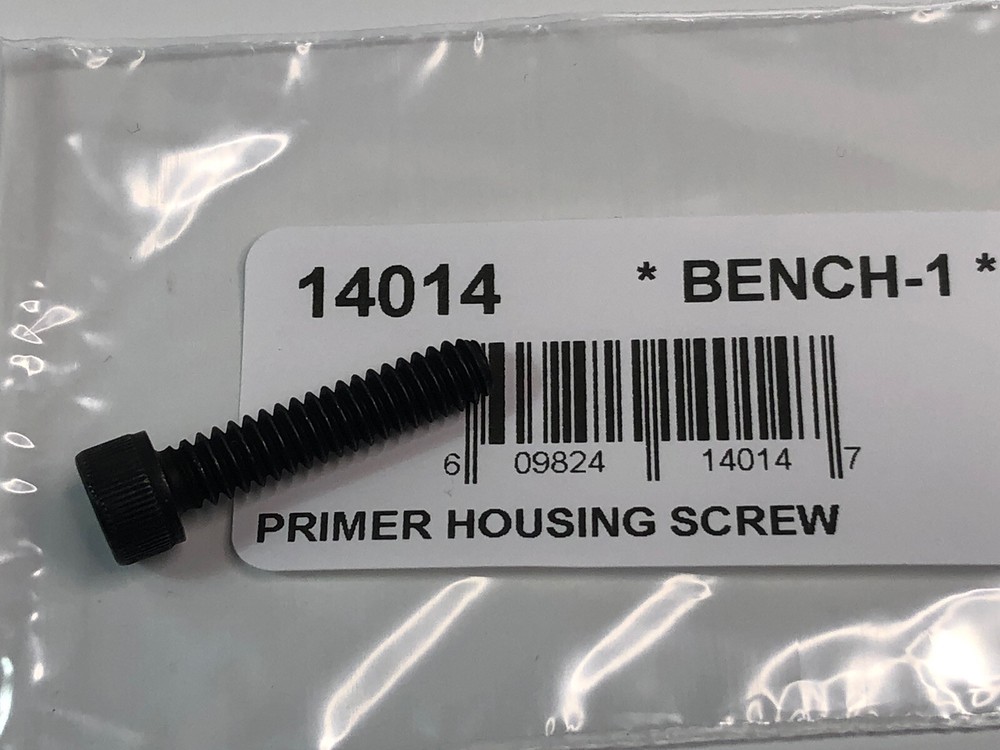 14014 * BENCH-1 *
6 09824 14014 7
PRIMER HOUSING SCREW